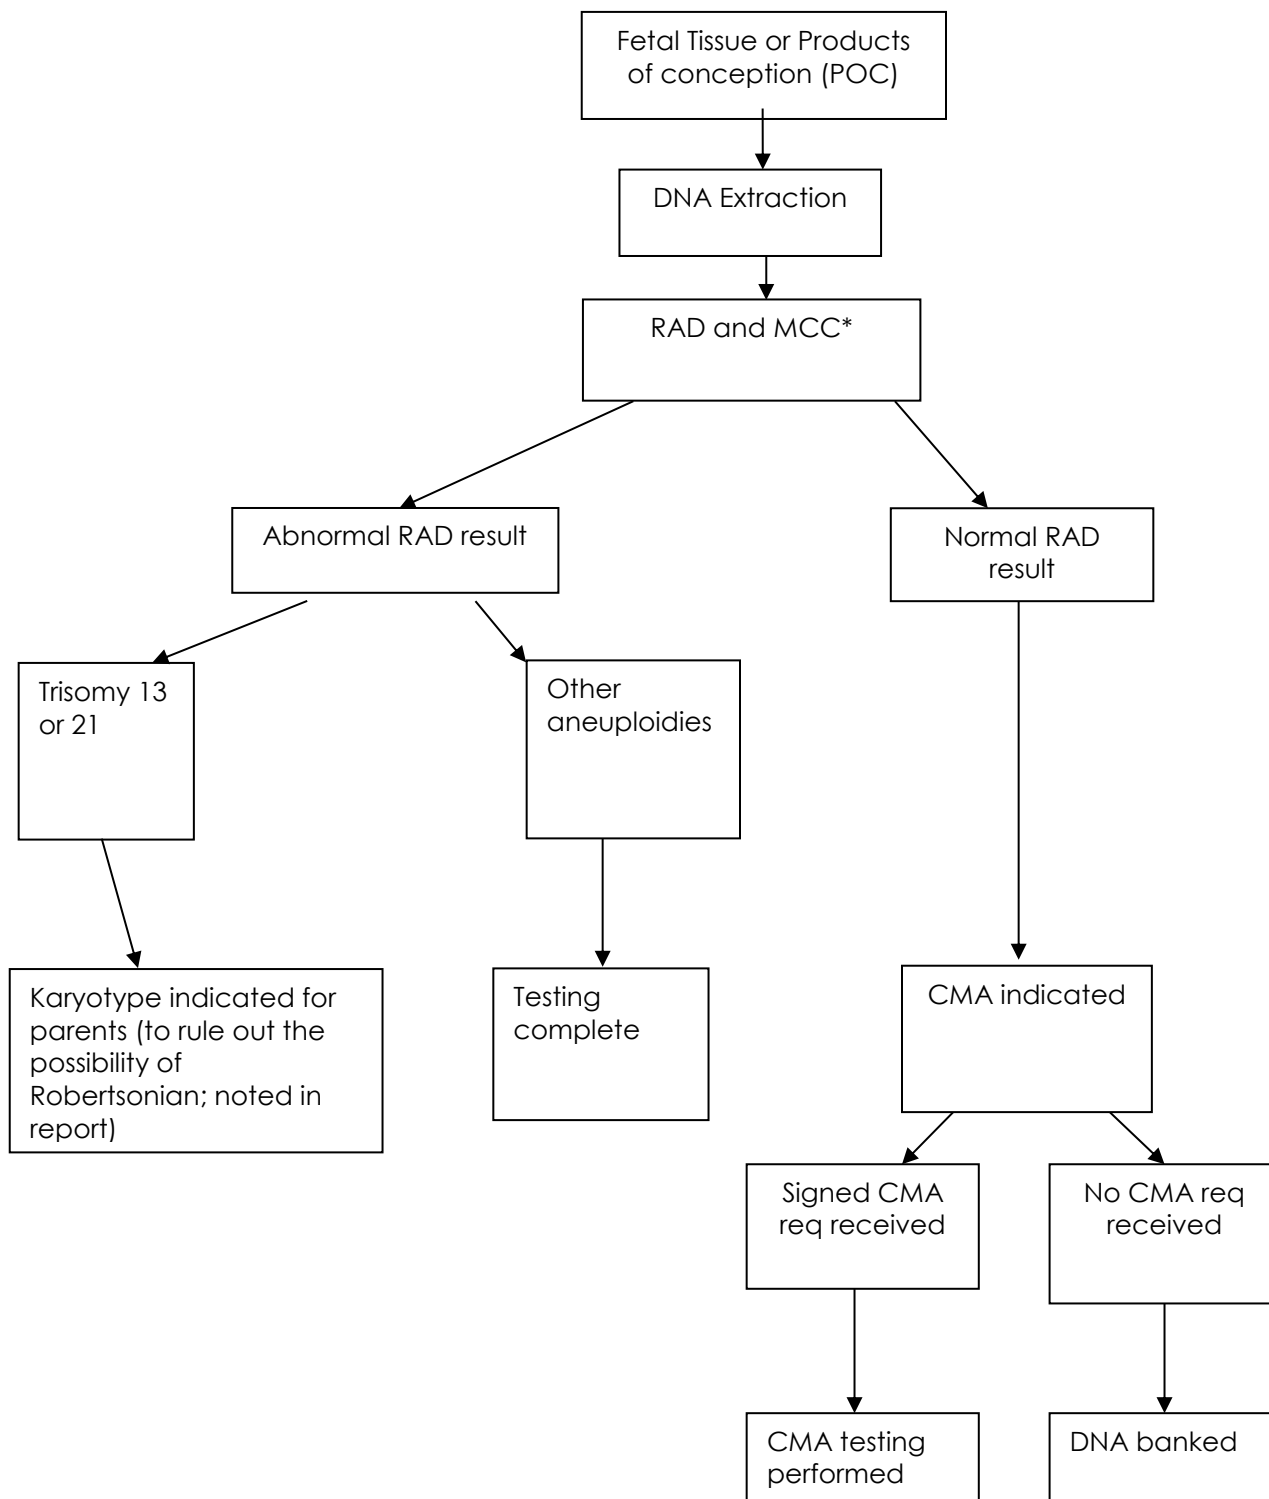 Fetal Tissue or Products
of conception (POC)
DNA Extraction
RAD and MCC*
Abnormal RAD result
Normal RAD
result
Trisomy 13
or 21
Other
aneuploidies
Karyotype indicated for
parents (to rule out the
possibility of
Robertsonian; noted in
report)
Testing
complete
CMA indicated
Signed CMA
req received
No CMA req
received
CMA testing
performed
DNA banked